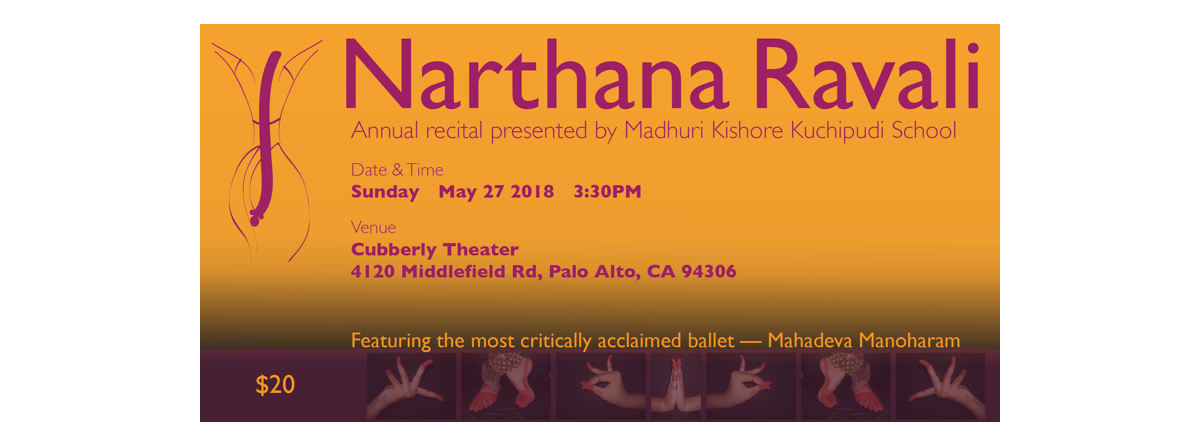 Narthana Ravali
Annual recital presented by Madhuri Kishore Kuchipudi School
Date & Time
Sunday May 27 2018 3:30PM
Venue
Cubberly Theater
4120 Middlefield Rd, Palo Alto, CA 94306
Featuring the most critically acclaimed ballet — Mahadeva Manoharam
$20